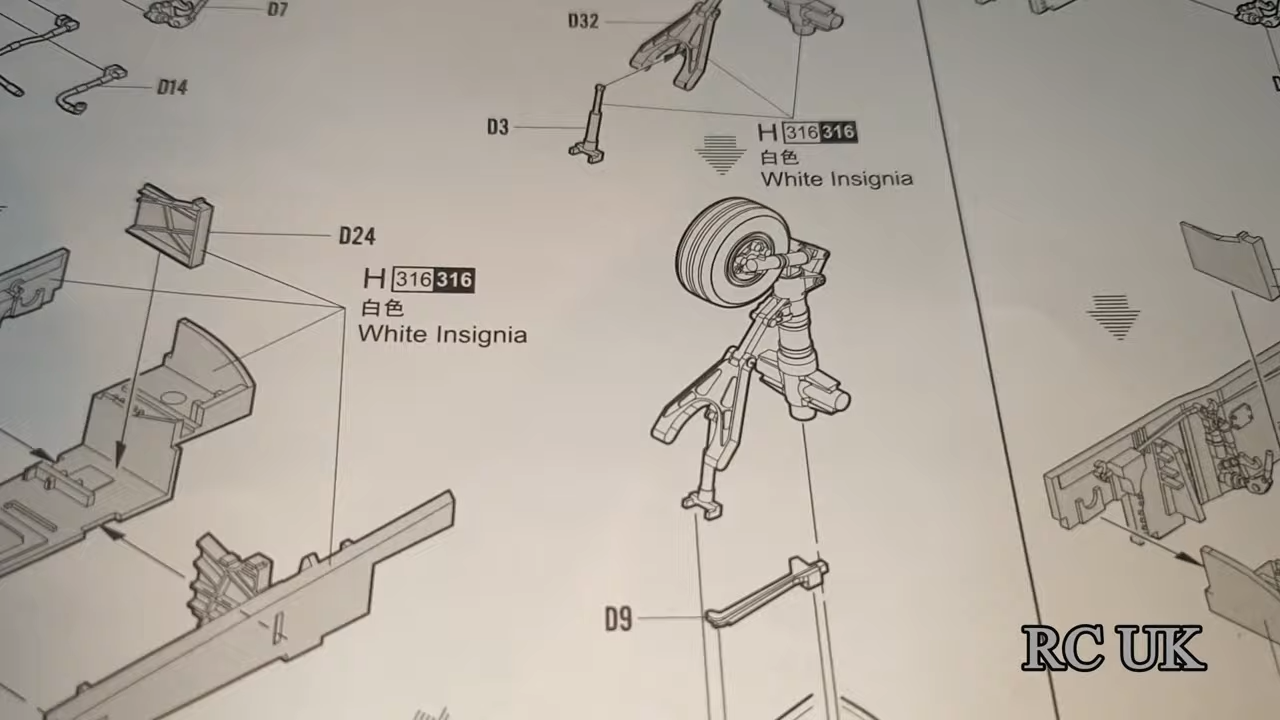 D7
D14
D32
D3
H 316 316
白色
White Insignia
D24
H 316 316
白色
White Insignia
D9
RC UK